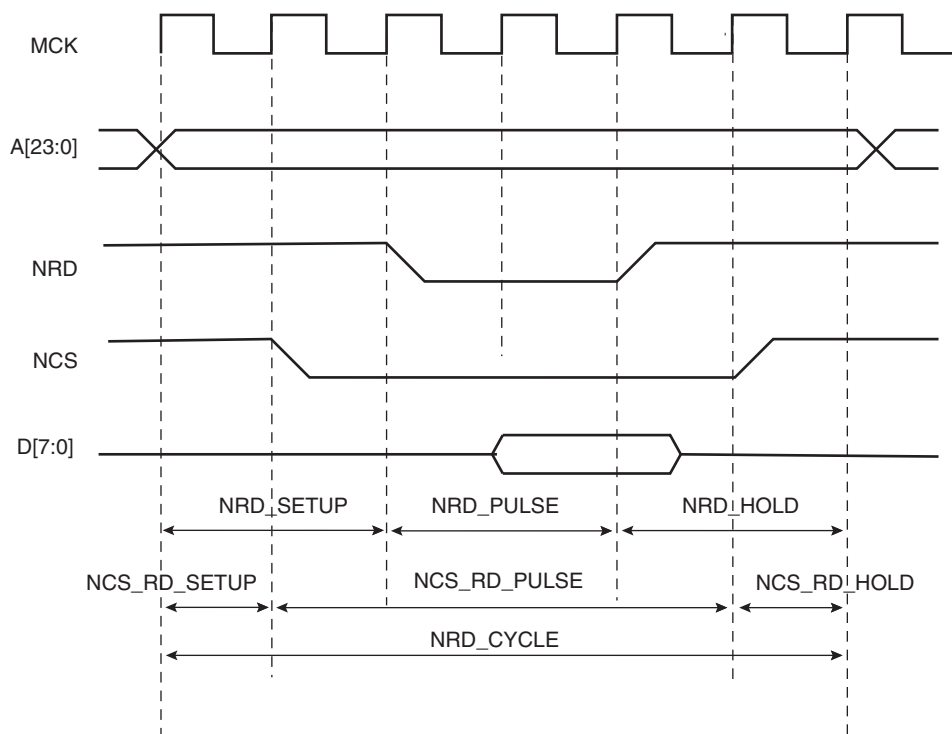 MCK
A[23:0]
NRD
NCS
D[7:0]
NRD_SETUP NRD_PULSE NRD_HOLD
NCS_RD_SETUP NCS_RD_PULSE NCS_RD_HOLD
NRD_CYCLE